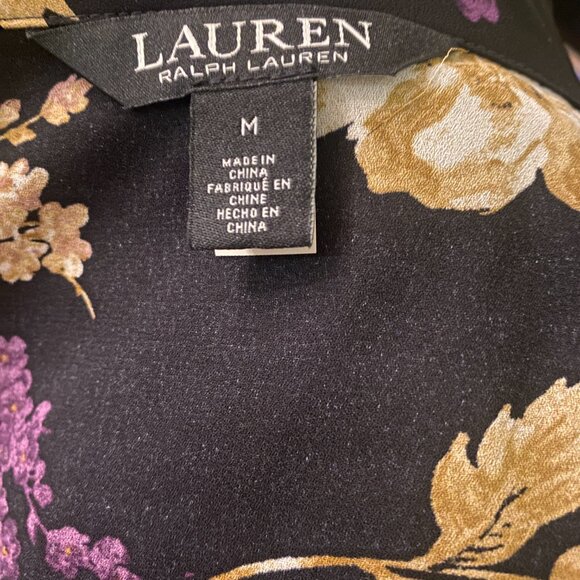 LAUREN
RALPH LAUREN
M
MADE IN
CHINA
FABRIQUÉ EN
CHINE
HECHO EN
CHINA